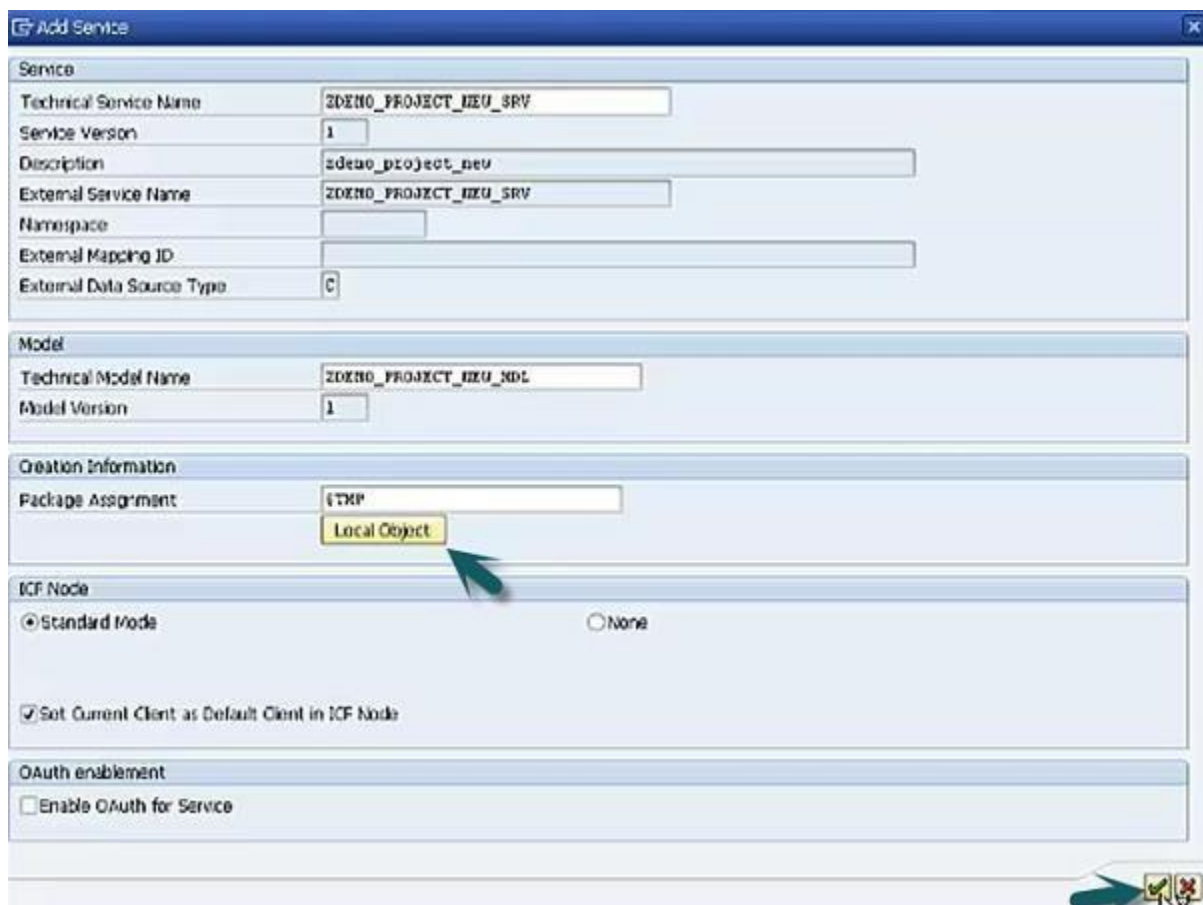 Add Service
Service
Technical Service Name ZDEMO_PROJECT_NEW_SRV
Service Version 1
Description zdemo_project_new
External Service Name ZDEMO_PROJECT_NEW_SRV
Namespace
External Mapping ID
External Data Source Type C
Model
Technical Model Name ZDEMO_PROJECT_NEW_MDL
Model Version 1
Creation Information
Package Assignment $TMP
Local Object
ICF Node
Standard Mode None
Set Current Client as Default Client in ICF Node
OAuth enablement
Enable OAuth for Service